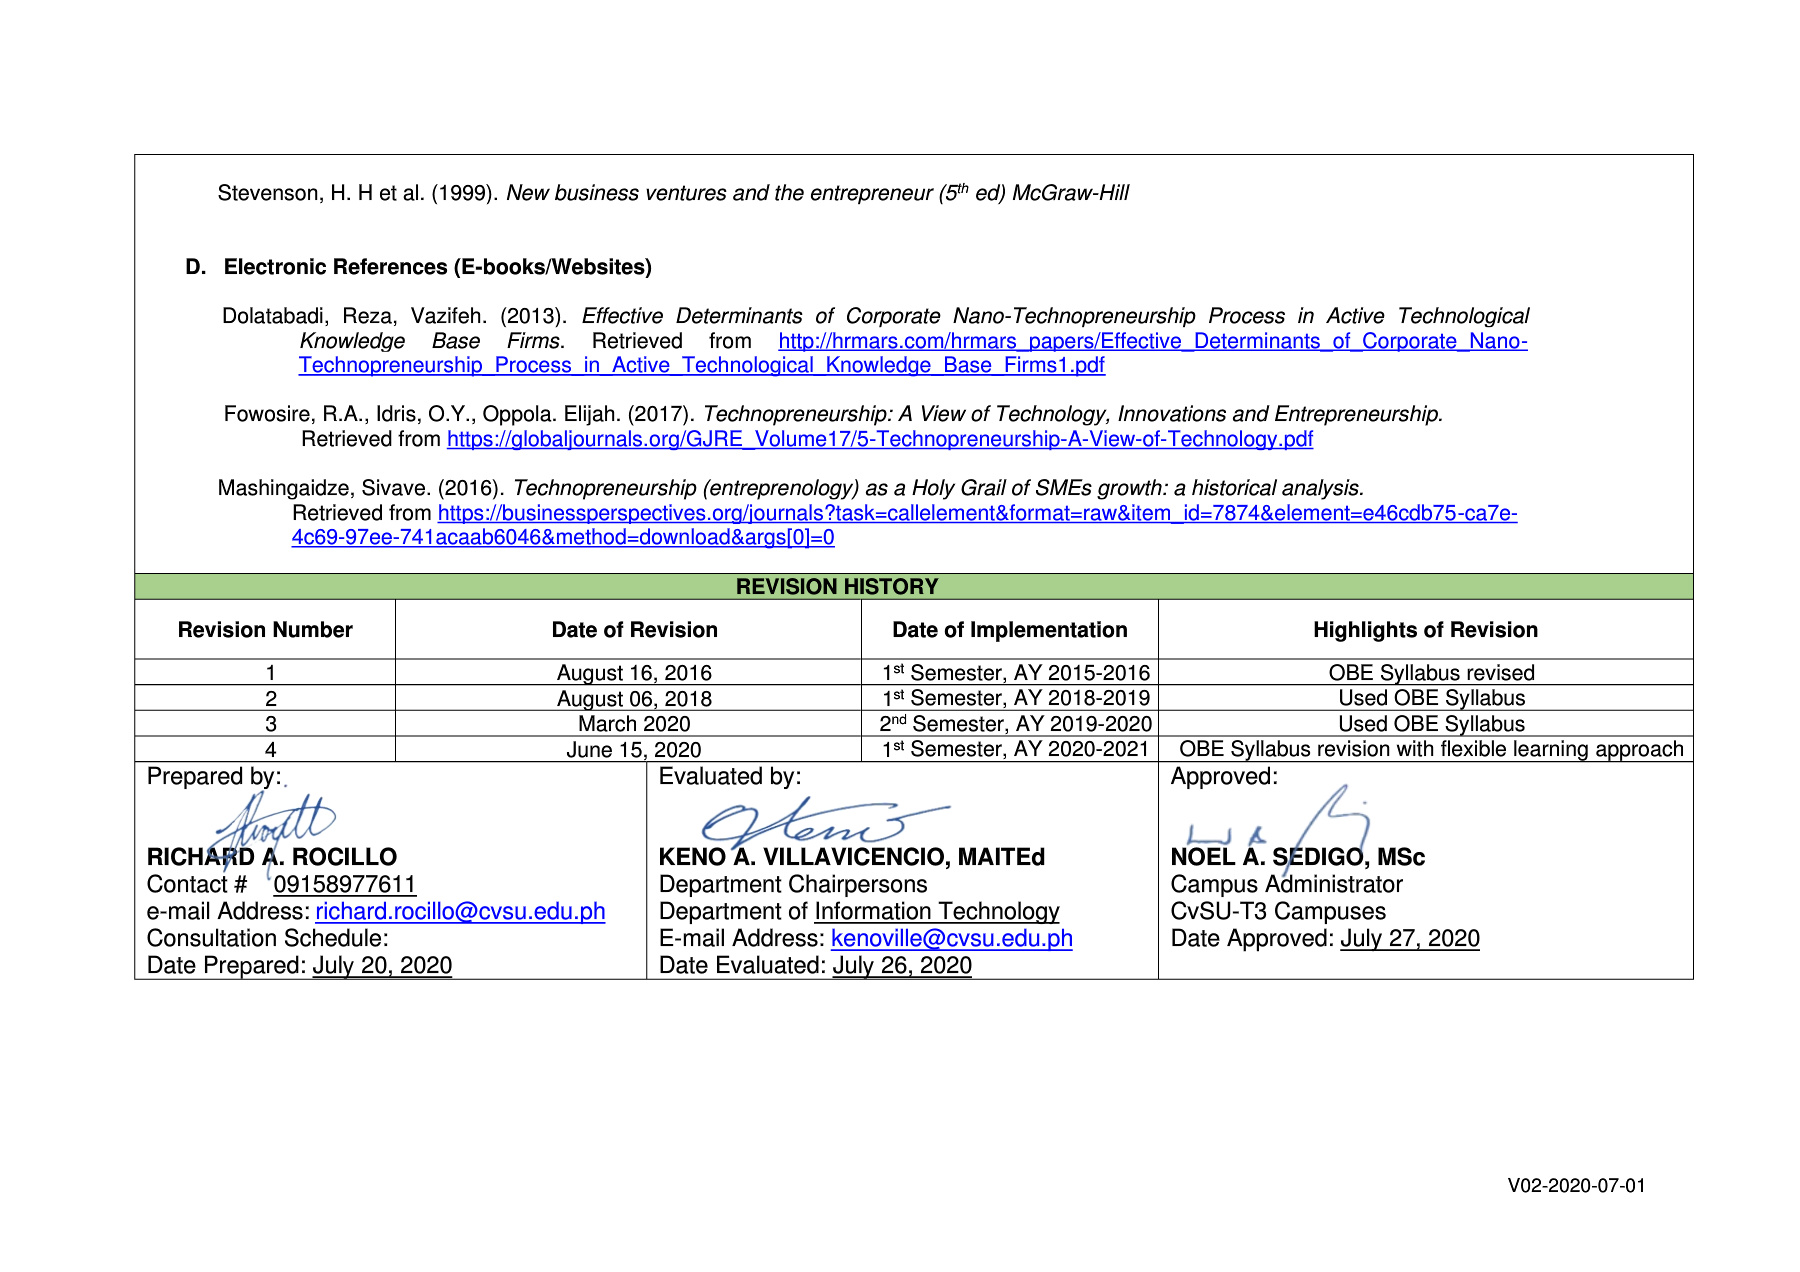 Stevenson, H. H et al. (1999). New business ventures and the entrepreneur (5th ed) McGraw-Hill
D. Electronic References (E-books/Websites)
Dolatabadi, Reza, Vazifeh. (2013). Effective Determinants of Corporate Nano-Technopreneurship Process in Active Technological
Knowledge Base Firms. Retrieved from http://hrmars.com/hrmars_papers/Effective_Determinants_of_Corporate_Nano-
Technopreneurship_Process_in_Active_Technological_Knowledge_Base_Firms1.pdf
Fowosire, R.A., Idris, O.Y., Oppola. Elijah. (2017). Technopreneurship: A View of Technology, Innovations and Entrepreneurship.
Retrieved from https://globaljournals.org/GJRE_Volume17/5-Technopreneurship-A-View-of-Technology.pdf
Mashingaidze, Sivave. (2016). Technopreneurship (entreprenology) as a Holy Grail of SMEs growth: a historical analysis.
Retrieved from https://businessperspectives.org/journals?task=callelement&format=raw&item_id=7874&element=e46cdb75-ca7e-
4c69-97ee-741acaab6046&method=download&args[0]=0
REVISION HISTORY
Revision Number Date of Revision Date of Implementation Highlights of Revision
1 August 16, 2016 1st Semester, AY 2015-2016 OBE Syllabus revised
2 August 06, 2018 1st Semester, AY 2018-2019 Used OBE Syllabus
3 March 2020 2nd Semester, AY 2019-2020 Used OBE Syllabus
4 June 15, 2020 1st Semester, AY 2020-2021 OBE Syllabus revision with flexible learning approach
Prepared by:
RICHARD A. ROCILLO
Contact # 09158977611
e-mail Address: richard.rocillo@cvsu.edu.ph
Consultation Schedule:
Date Prepared: July 20, 2020
Evaluated by:
KENO A. VILLAVICENCIO, MAITEd
Department Chairpersons
Department of Information Technology
E-mail Address: kenoville@cvsu.edu.ph
Date Evaluated: July 26, 2020
Approved:
NOEL A. SEDIGO, MSc
Campus Administrator
CvSU-T3 Campuses
Date Approved: July 27, 2020
V02-2020-07-01